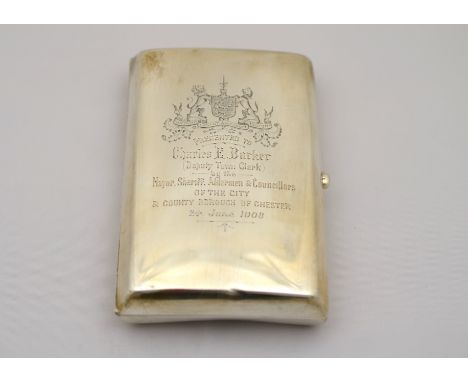 PRESENTED TO
Charles E. Barker
(Deputy Town Clerk)
by the
Mayor, Sheriff, Aldermen & Councillors
OF THE CITY
& COUNTY BOROUGH OF CHESTER
June 1908